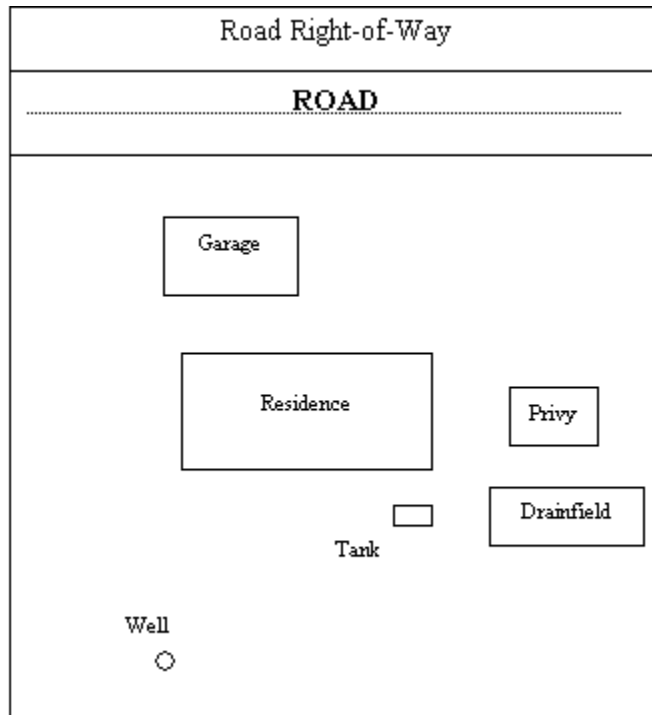 Road Right-of-Way
ROAD
Garage
Residence
Privy
Drainfield
Tank
Well